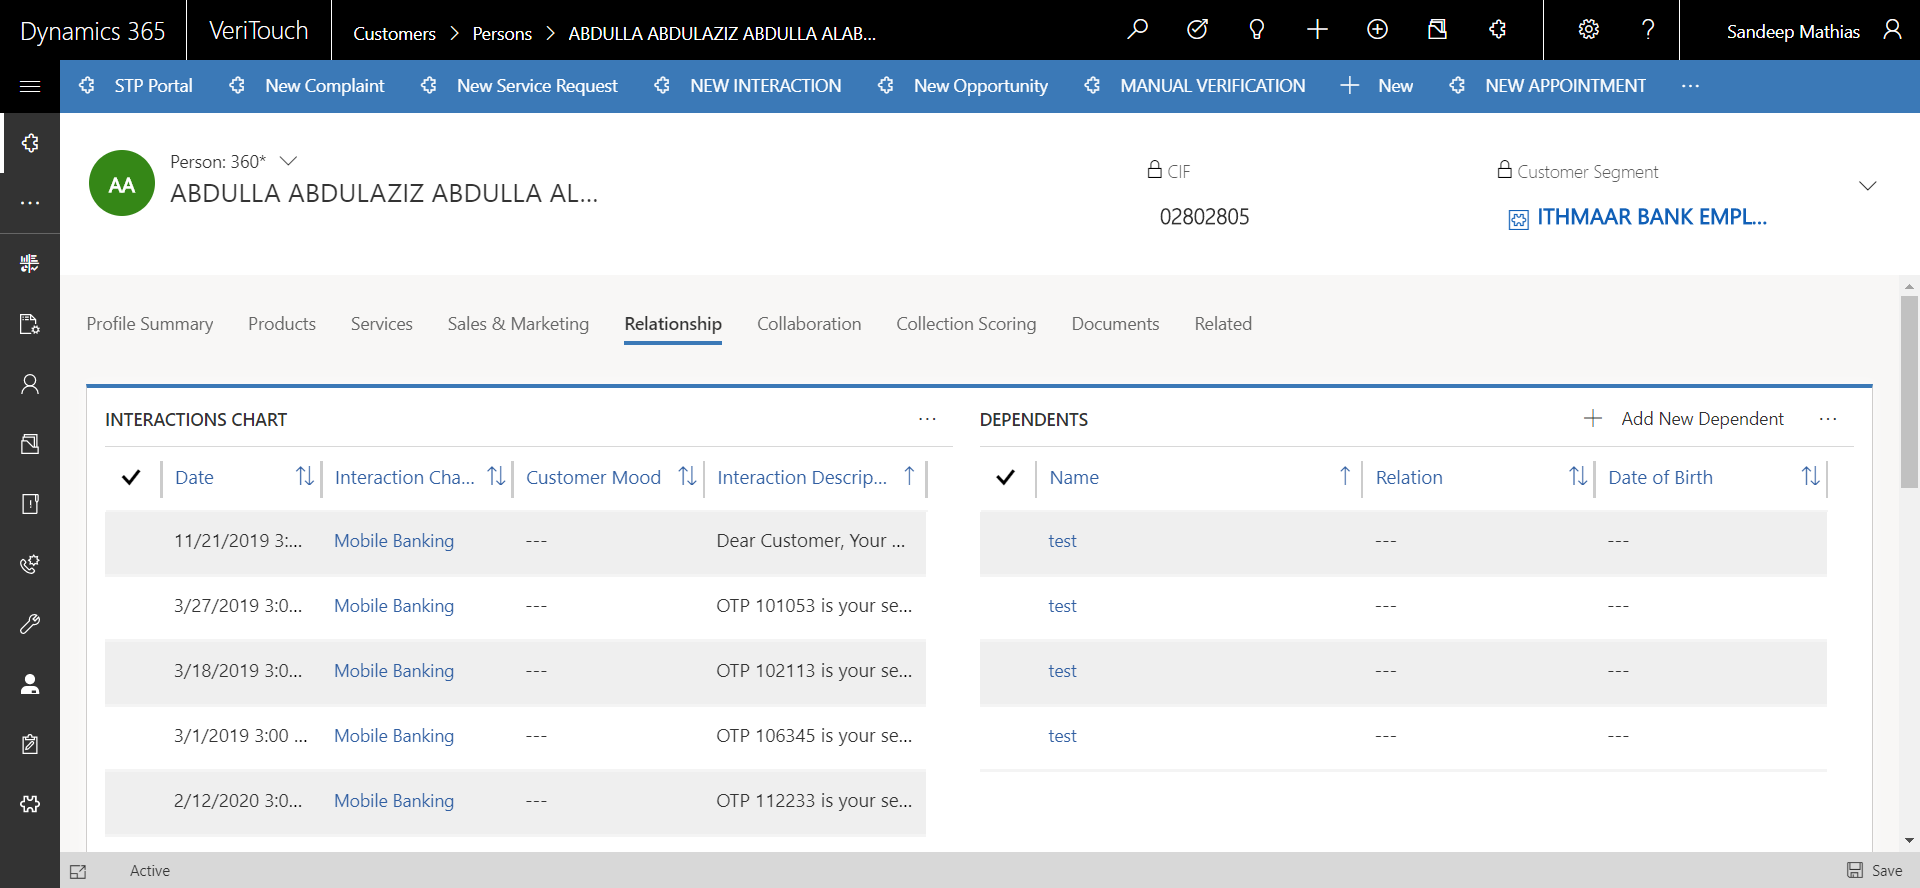 Dynamics 365 VeriTouch Customers > Persons > ABDULLA ABDULAZIZ ABDULLA ALAB... Sandeep Mathias
STP Portal New Complaint New Service Request NEW INTERACTION New Opportunity MANUAL VERIFICATION New NEW APPOINTMENT ...
AA
Person: 360*
ABDULLA ABDULAZIZ ABDULLA AL...
CIF
02802805
Customer Segment
ITHMAAR BANK EMPL...
Profile Summary Products Services Sales & Marketing Relationship Collaboration Collection Scoring Documents Related
INTERACTIONS CHART ...
Date Interaction Cha... Customer Mood Interaction Descrip...
11/21/2019 3:... Mobile Banking --- Dear Customer, Your ...
3/27/2019 3:0... Mobile Banking --- OTP 101053 is your se...
3/18/2019 3:0... Mobile Banking --- OTP 102113 is your se...
3/1/2019 3:00 ... Mobile Banking --- OTP 106345 is your se...
2/12/2020 3:0... Mobile Banking --- OTP 112233 is your se...
DEPENDENTS Add New Dependent ...
Name Relation Date of Birth
test --- ---
test --- ---
test --- ---
test --- ---
Active Save